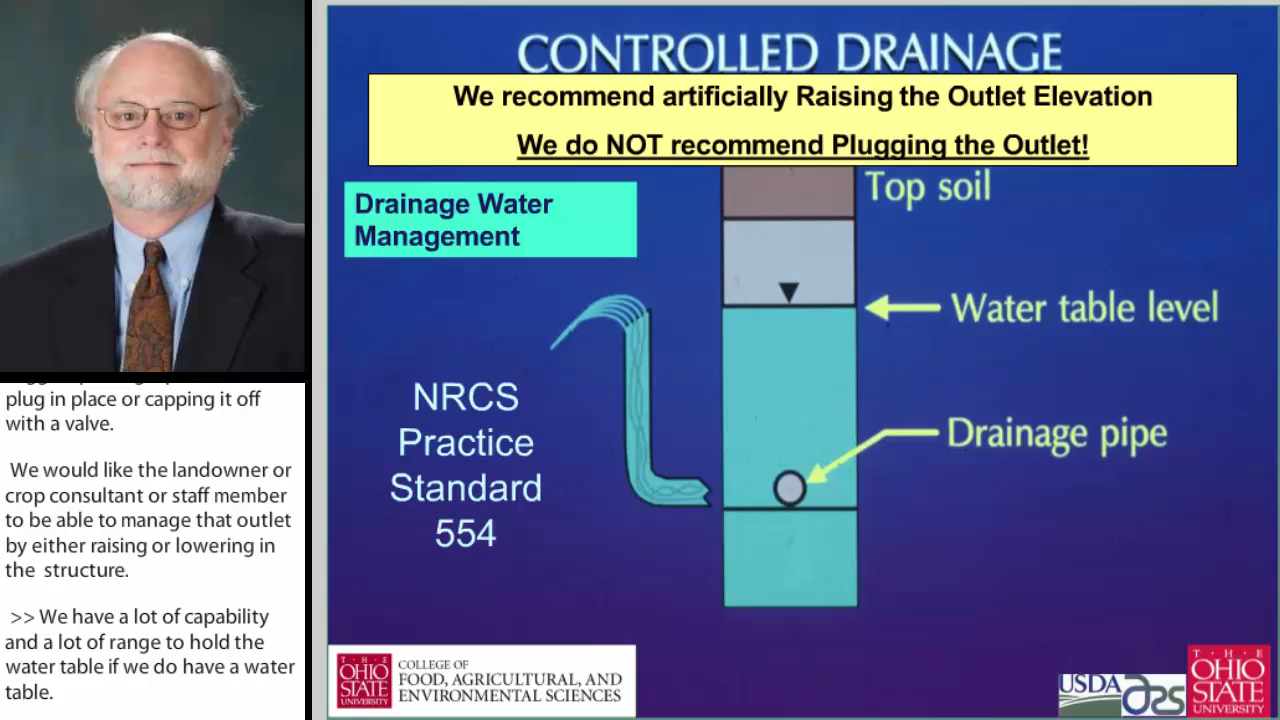 CONTROLLED DRAINAGE
We recommend artificially Raising the Outlet Elevation
We do NOT recommend Plugging the Outlet!
Top soil
Drainage Water
Management
Water table level
NRCS
Practice
Standard
554
Drainage pipe
plug in place or capping it off
with a valve.
We would like the landowner or
crop consultant or staff member
to be able to manage that outlet
by either raising or lowering in
the structure.
>> We have a lot of capability
and a lot of range to hold the
water table if we do have a water
table.
T · H · E
OHIO
STATE
UNIVERSITY
COLLEGE OF
FOOD, AGRICULTURAL, AND
ENVIRONMENTAL SCIENCES
USDA
ars
T · H · E
OHIO
STATE
UNIVERSITY